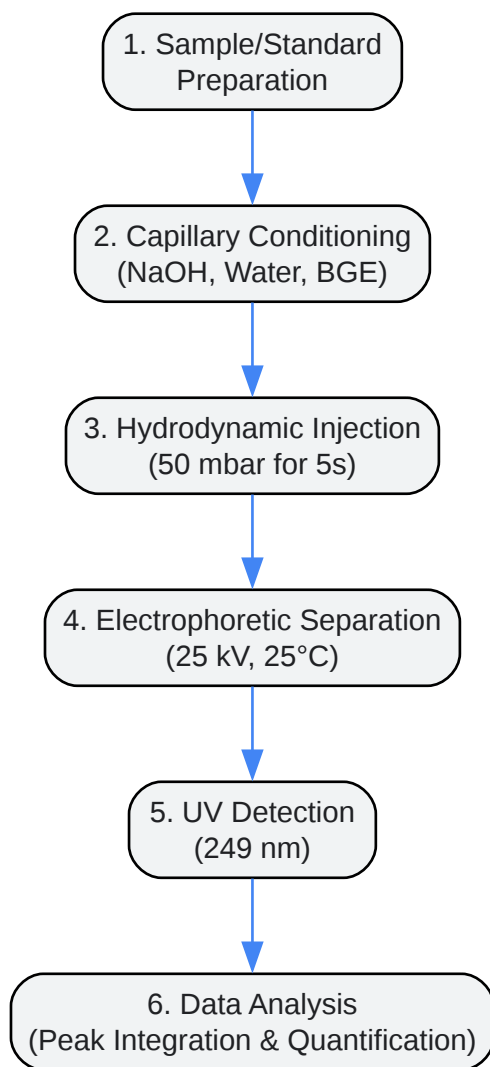 1. Sample/Standard
Preparation
2. Capillary Conditioning
(NaOH, Water, BGE)
3. Hydrodynamic Injection
(50 mbar for 5s)
4. Electrophoretic Separation
(25 kV, 25°C)
5. UV Detection
(249 nm)
6. Data Analysis
(Peak Integration & Quantification)